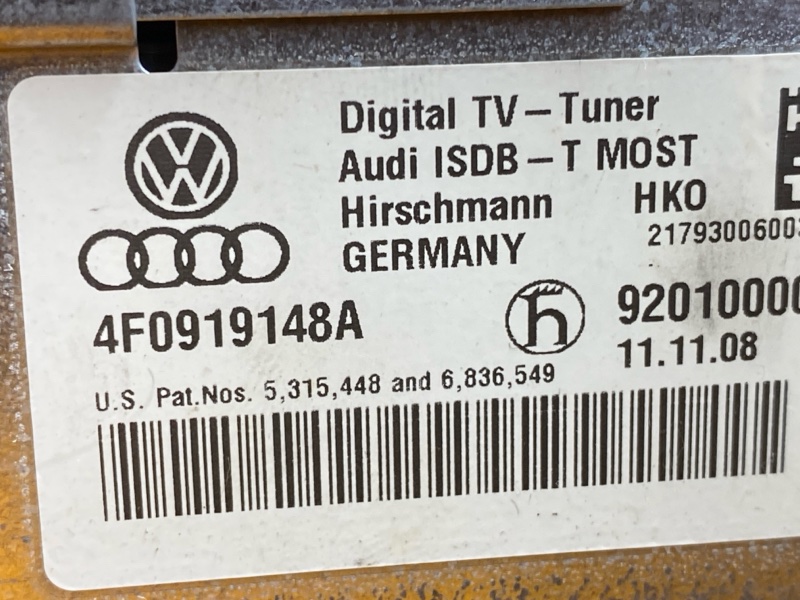 Digital TV-Tuner
Audi ISDB-T MOST
Hirschmann HKO
GERMANY
4F0919148A
11.11.08
U.S. Pat.Nos. 5,315,448 and 6,836,549